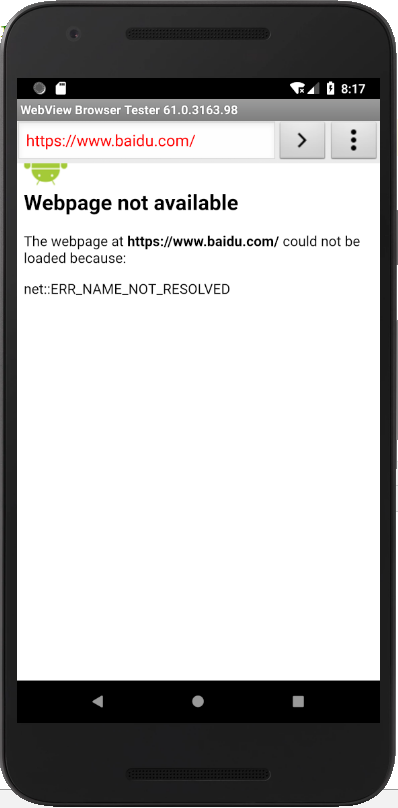 8:17
WebView Browser Tester 61.0.3163.98
https://www.baidu.com/
Webpage not available
The webpage at https://www.baidu.com/ could not be
loaded because:
net::ERR_NAME_NOT_RESOLVED